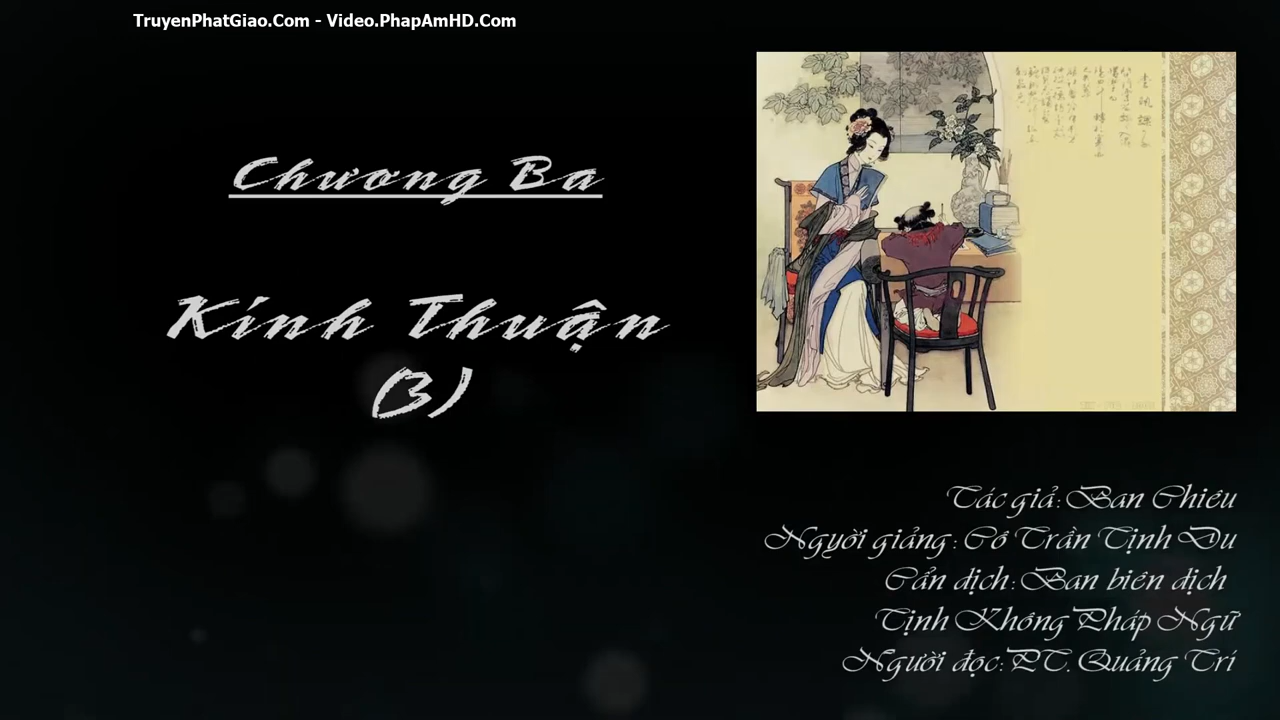 TruyenPhatGiao.Com - Video.PhapAmHD.Com
Chương Ba
Kính Thuận
(3)
Tác giả: Ban Chiêu
Người giảng: Cô Trần Tịnh Du
Cẩn dịch: Ban biên dịch
Tịnh Không Pháp Ngữ
Người đọc: PT. Quảng Trí